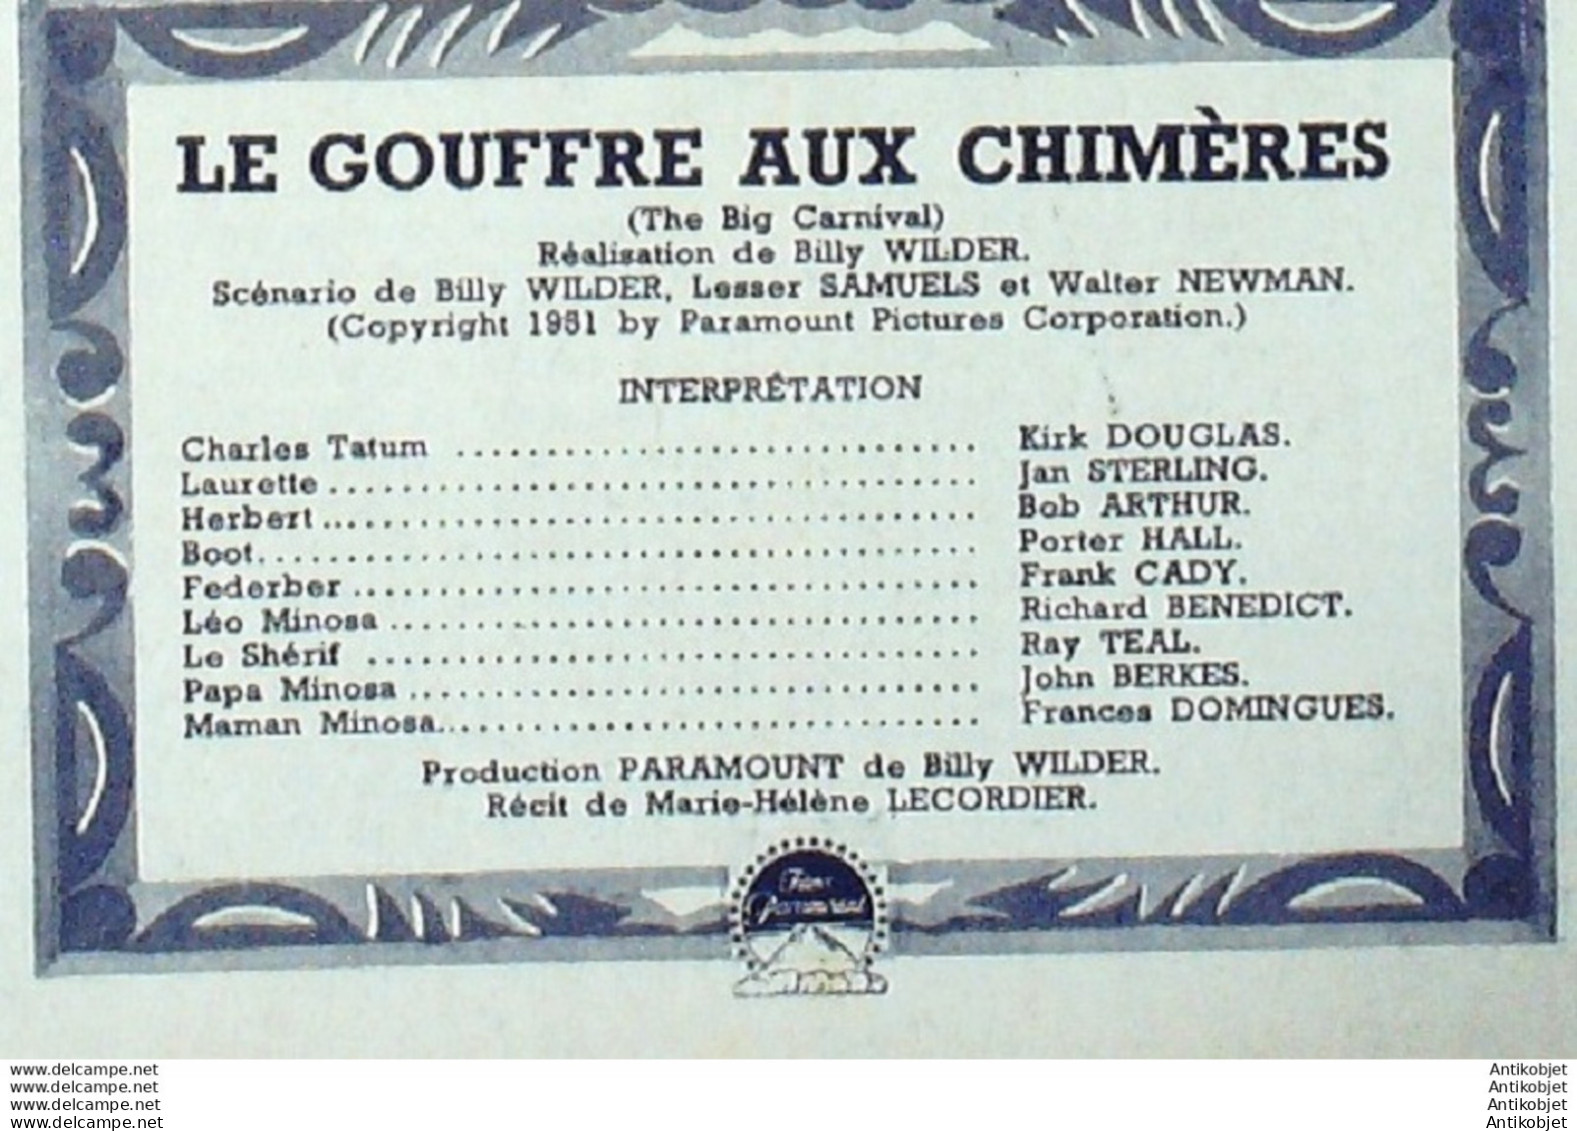 LE GOUFFRE AUX CHIMÈRES
(The Big Carnival)
Réalisation de Billy WILDER.
Scénario de Billy WILDER, Lesser SAMUELS et Walter NEWMAN.
(Copyright 1951 by Paramount Pictures Corporation.)
INTERPRÉTATION
Charles Tatum ............................ Kirk DOUGLAS.
Laurette ............................ Jan STERLING.
Herbert ............................ Bob ARTHUR.
Boot ............................ Porter HALL.
Federber ............................ Frank CADY.
Léo Minosa ............................ Richard BENEDICT.
Le Shérif ............................ Ray TEAL.
Papa Minosa ............................ John BERKES.
Maman Minosa ............................ Frances DOMINGUES.
Production PARAMOUNT de Billy WILDER.
Récit de Marie-Hélène LECORDIER.
Films
Paramount
www.delcampe.net Antikobjet
www.delcampe.net Antikobjet
www.delcampe.net Antikobjet
www.delcampe.net Antikobjet